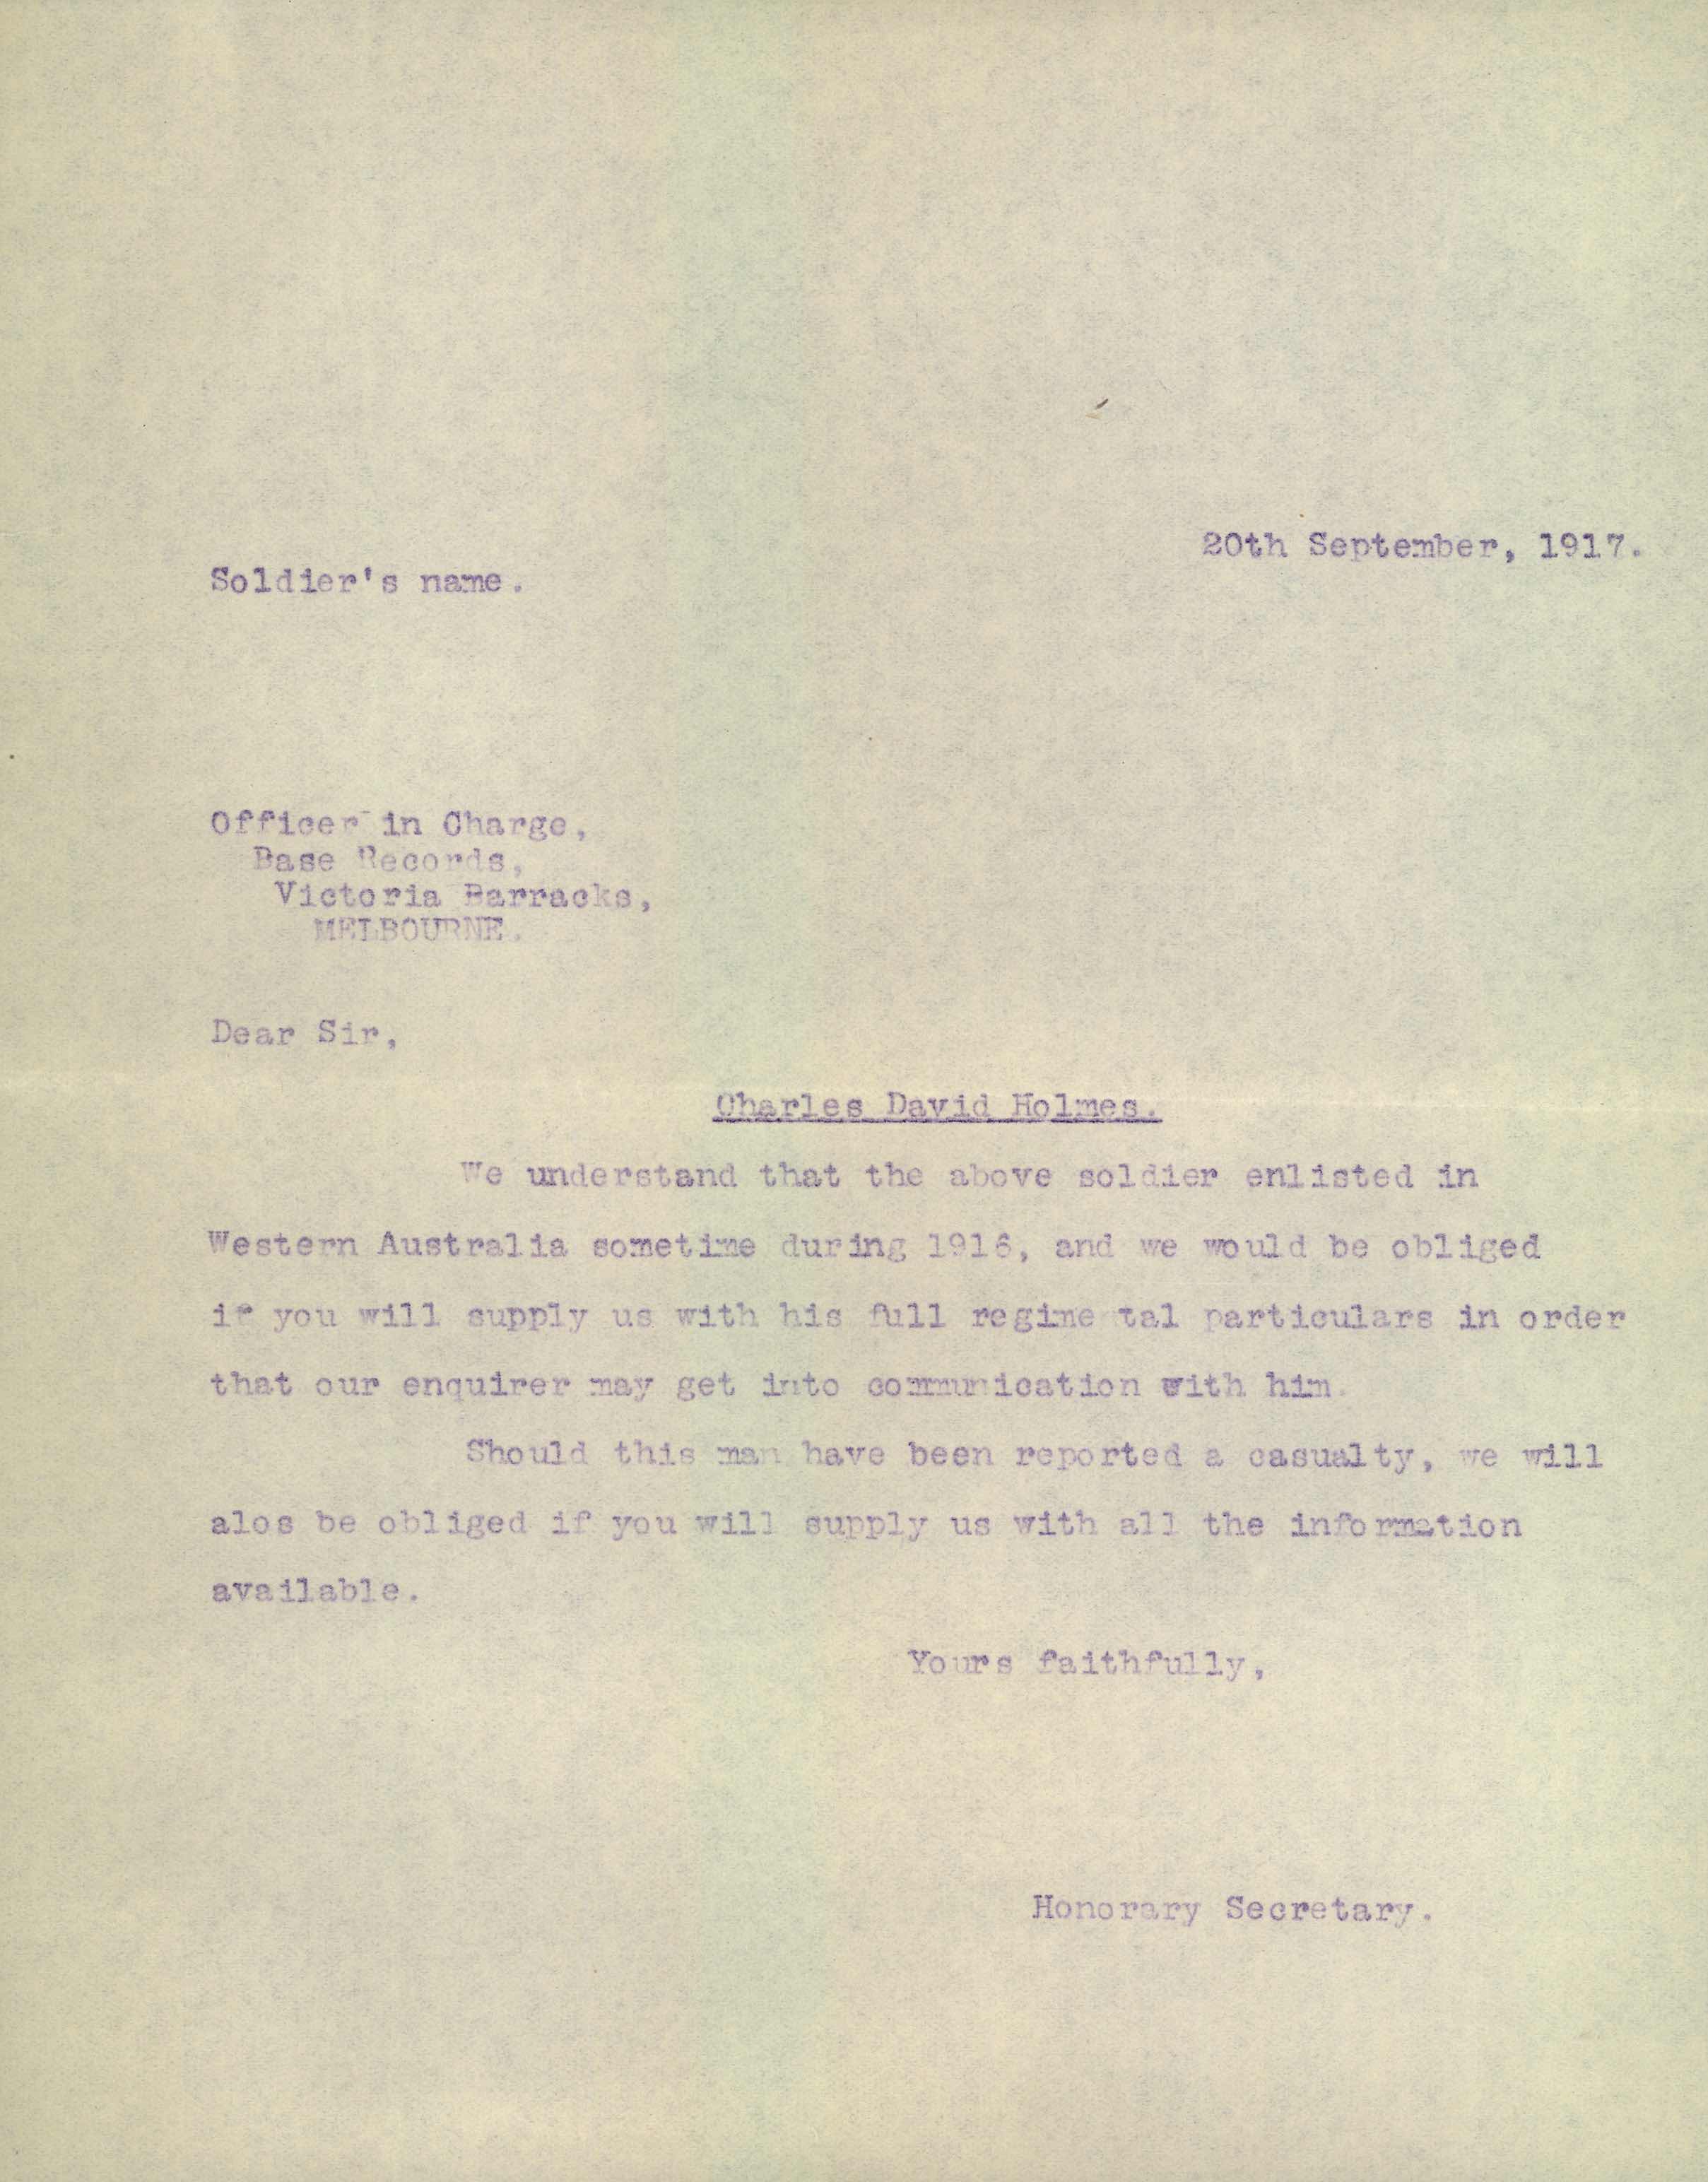 20th September, 1917.
Soldier's name.
Officer in Charge,
Base Records,
Victoria Barracks,
MELBOURNE.
Dear Sir,
Charles David Holmes.
We understand that the above soldier enlisted in
Western Australia sometime during 1916, and we would be obliged
if you will supply us with his full regime tal particulars in order
that our enquirer may get into communication with him.
Should this man have been reported a casualty, we will
alos be obliged if you will supply us with all the information
available.
Yours faithfully,
Honorary Secretary.